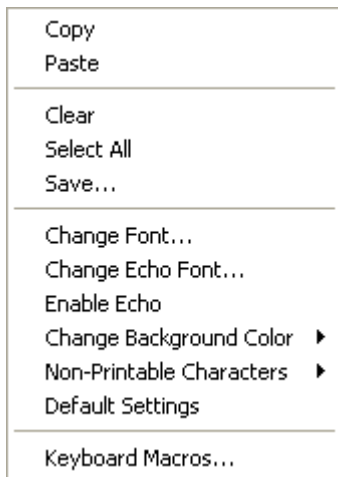 Copy
Paste
Clear
Select All
Save...
Change Font...
Change Echo Font...
Enable Echo
Change Background Color
Non-Printable Characters
Default Settings
Keyboard Macros...